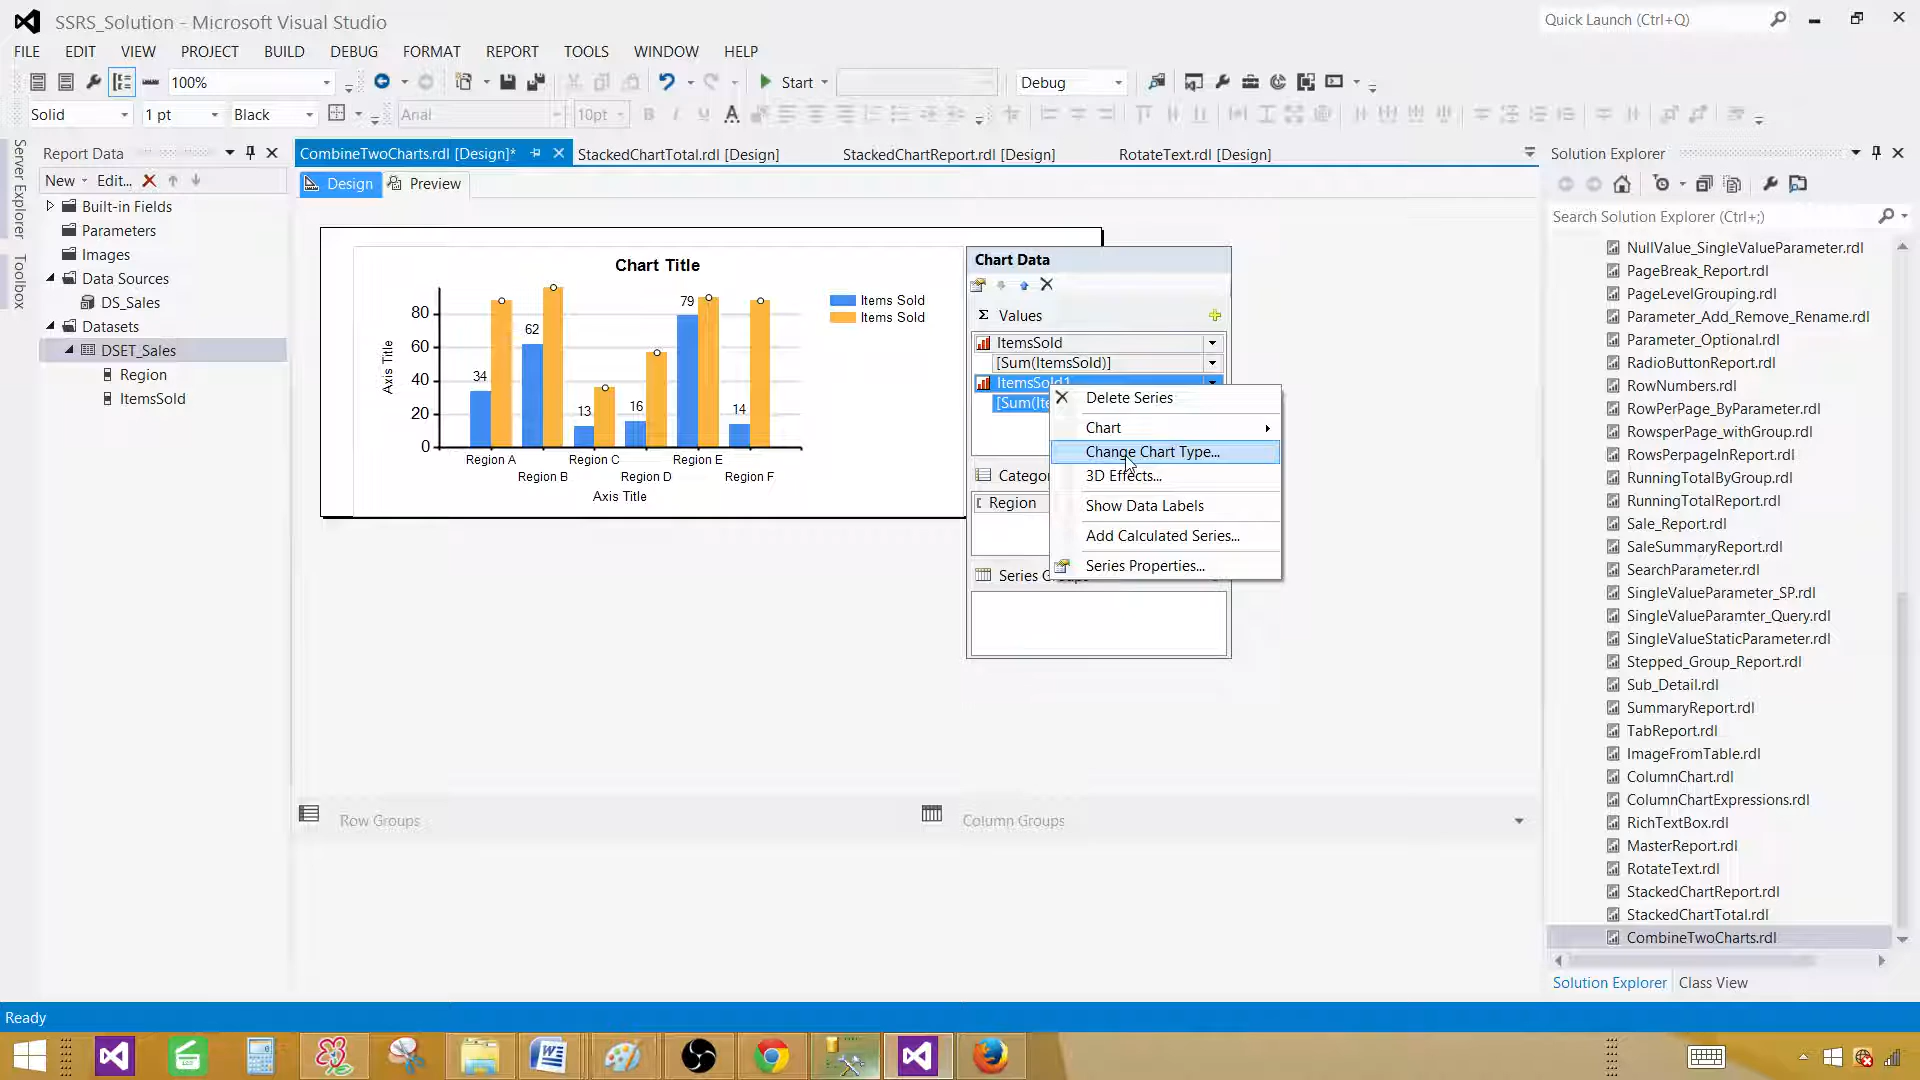 SSRS_Solution - Microsoft Visual Studio
Quick Launch (Ctrl+Q)
FILE EDIT VIEW PROJECT BUILD DEBUG FORMAT REPORT TOOLS WINDOW HELP
100%
Start
Debug
Solid
1 pt
Black
Arial
10pt
Server Explorer
Toolbox
Report Data
New
Edit...
Built-in Fields
Parameters
Images
Data Sources
DS_Sales
Datasets
DSET_Sales
Region
ItemsSold
CombineTwoCharts.rdl [Design]*
StackedChartTotal.rdl [Design]
StackedChartReport.rdl [Design]
RotateText.rdl [Design]
Design
Preview
Chart Title
Items Sold
Items Sold
Axis Title
80
60
40
20
0
34
62
13
16
79
14
Region A
Region B
Region C
Region D
Region E
Region F
Axis Title
Chart Data
Σ Values
ItemsSold
[Sum(ItemsSold)]
ItemsSold1
[Sum(Ite
Categor
Region
Series G
Delete Series
Chart
Change Chart Type...
3D Effects...
Show Data Labels
Add Calculated Series...
Series Properties...
Row Groups
Column Groups
Solution Explorer
Search Solution Explorer (Ctrl+;)
NullValue_SingleValueParameter.rdl
PageBreak_Report.rdl
PageLevelGrouping.rdl
Parameter_Add_Remove_Rename.rdl
Parameter_Optional.rdl
RadioButtonReport.rdl
RowNumbers.rdl
RowPerPage_ByParameter.rdl
RowsperPage_withGroup.rdl
RowsPerpageInReport.rdl
RunningTotalByGroup.rdl
RunningTotalReport.rdl
Sale_Report.rdl
SaleSummaryReport.rdl
SearchParameter.rdl
SingleValueParameter_SP.rdl
SingleValueParamter_Query.rdl
SingleValueStaticParameter.rdl
Stepped_Group_Report.rdl
Sub_Detail.rdl
SummaryReport.rdl
TabReport.rdl
ImageFromTable.rdl
ColumnChart.rdl
ColumnChartExpressions.rdl
RichTextBox.rdl
MasterReport.rdl
RotateText.rdl
StackedChartReport.rdl
StackedChartTotal.rdl
CombineTwoCharts.rdl
Solution Explorer
Class View
Ready